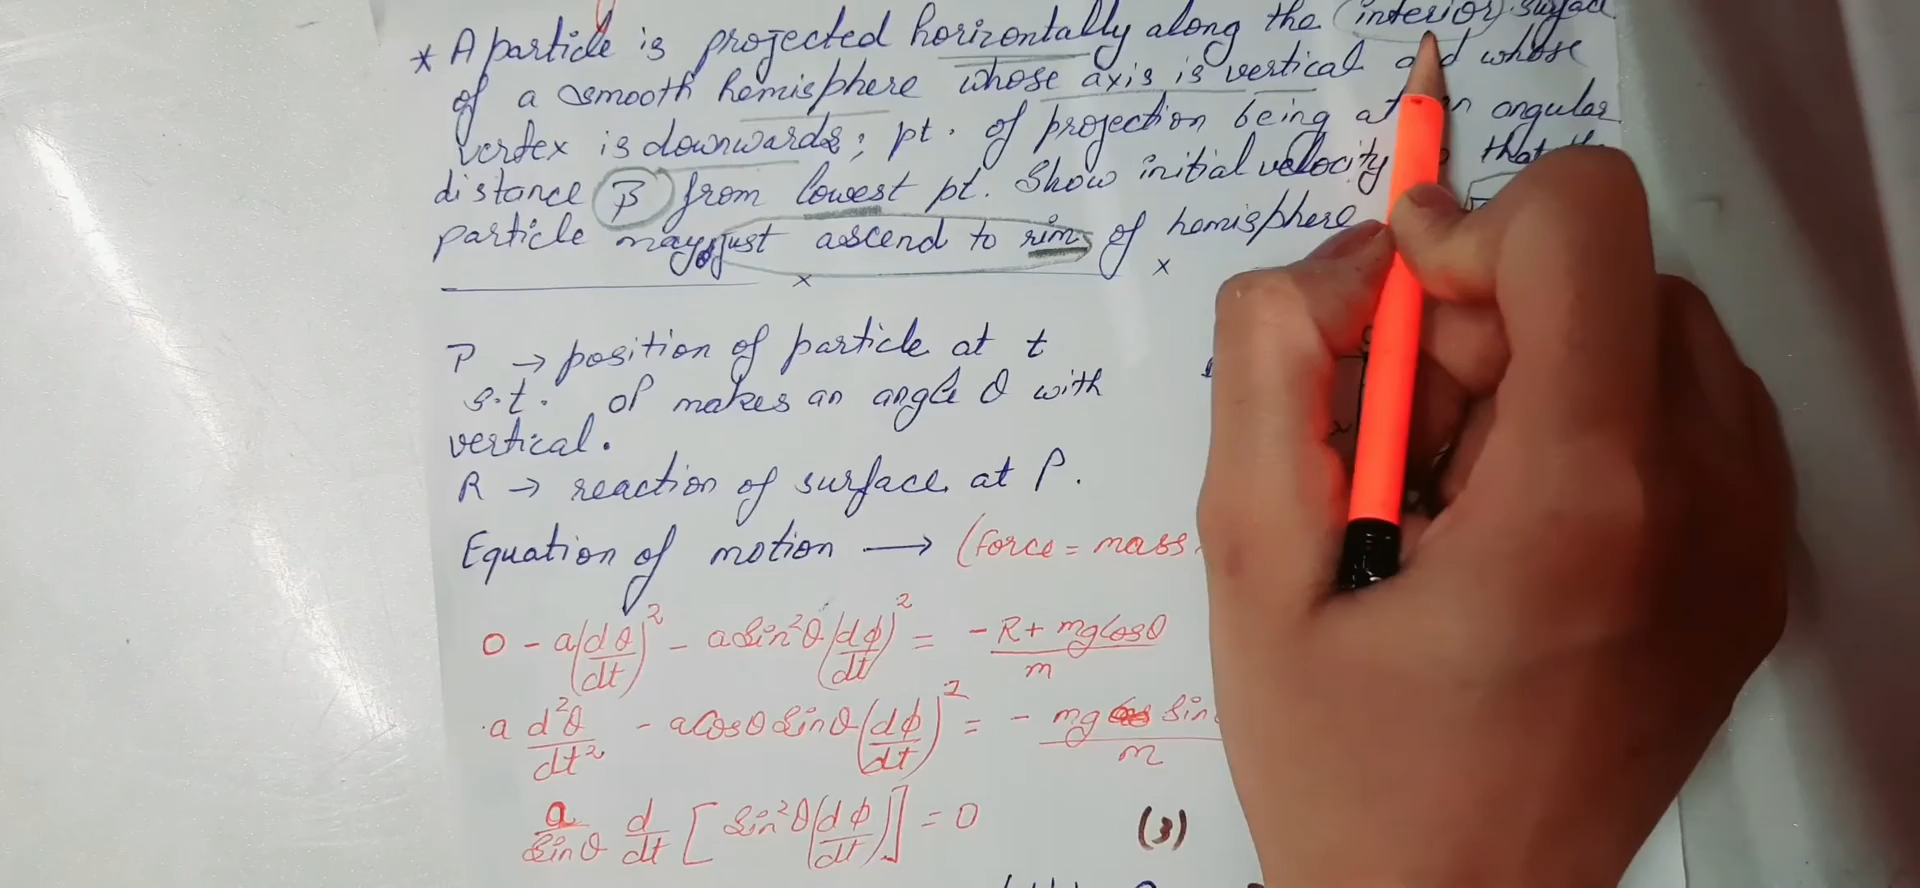 * A particle is projected horizontally along the (interior) surface
of a smooth hemisphere whose axis is vertical and whose
vertex is downwards; pt. of projection being at an angular
distance β from lowest pt. Show initial velocity so that the
particle may just ascend to rim of hemisphere
x x
P → position of particle at t
s.t. OP makes an angle θ with
vertical.
R → reaction of surface at P.
Equation of motion → (force = mass
0 - a(dθ/dt)² - a sin²θ(dφ/dt)² = (-R + mg cosθ)/m
a d²θ/dt² - a cosθ sinθ(dφ/dt)² = - mg sin /m
a/sinθ d/dt [sin²θ(dφ/dt)] = 0 (3)